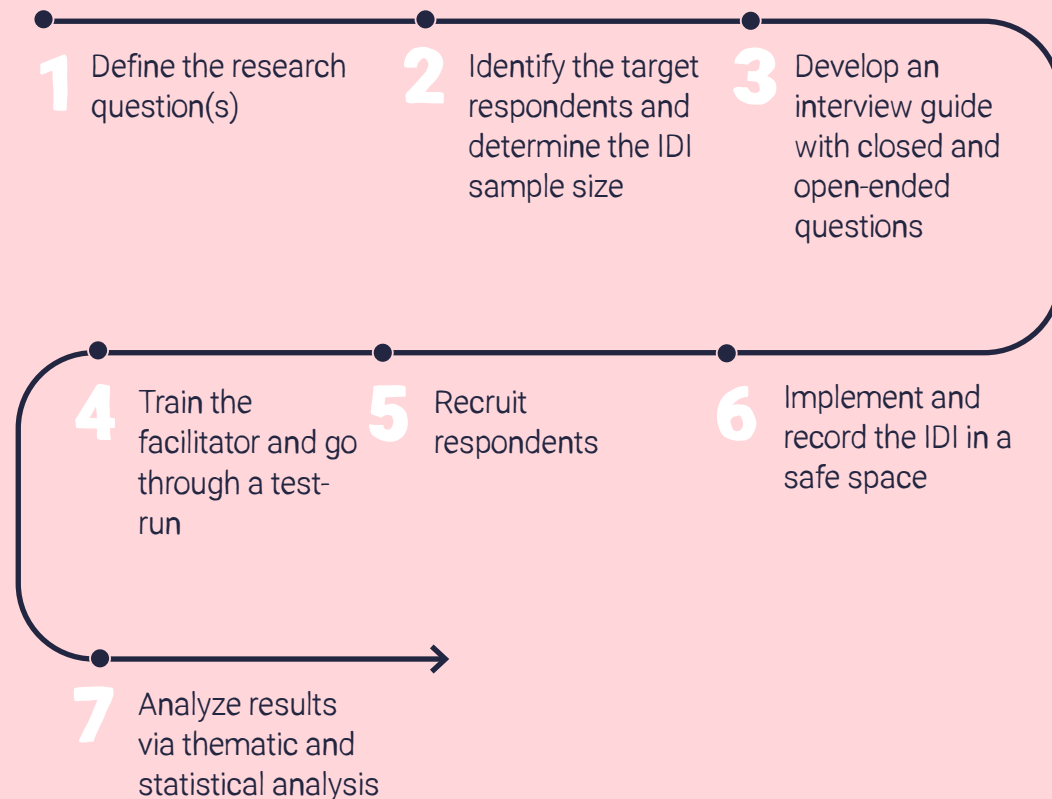 1
Define the research
question(s)
2
Identify the target
respondents and
determine the IDI
sample size
3
Develop an
interview guide
with closed and
open-ended
questions
4
Train the
facilitator and go
through a test-
run
5
Recruit
respondents
6
Implement and
record the IDI in a
safe space
7
Analyze results
via thematic and
statistical analysis